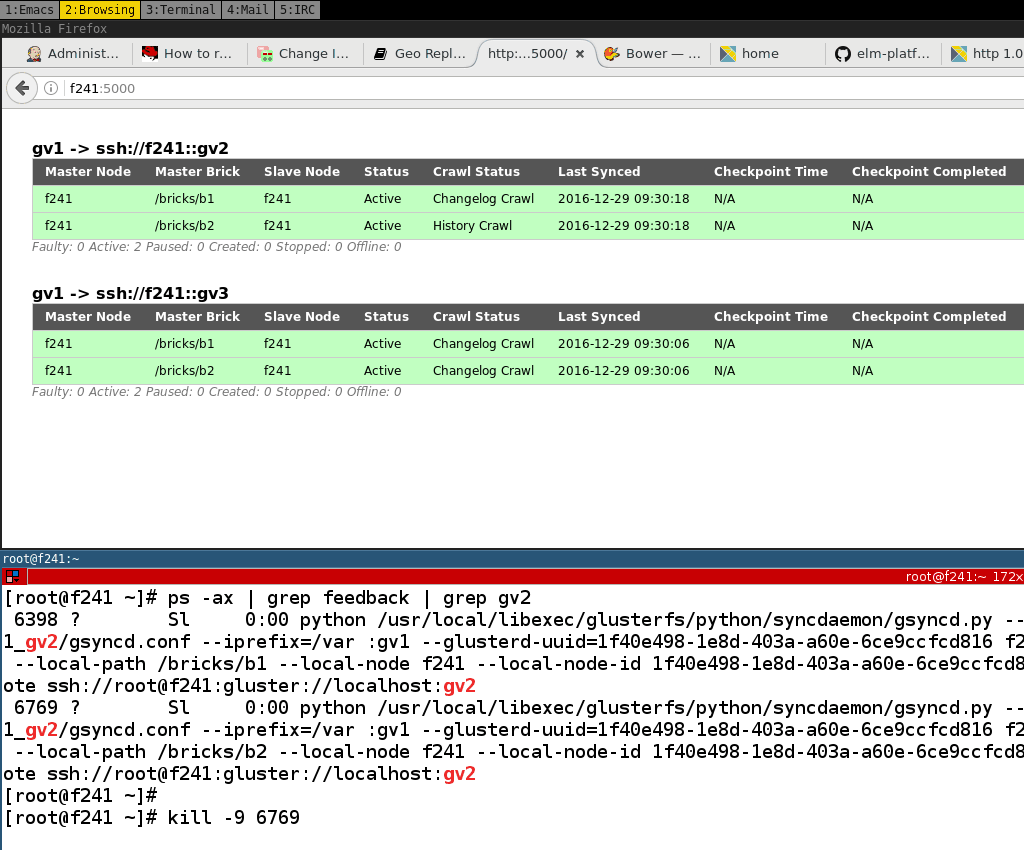 1:Emacs 2:Browsing 3:Terminal 4:Mail 5:IRC
Mozilla Firefox
Administ... How to r... Change I... Geo Repl... http:...5000/ × Bower — ... home elm-platf... http 1.0
f241:5000
gv1 -> ssh://f241::gv2
Master Node Master Brick Slave Node Status Crawl Status Last Synced Checkpoint Time Checkpoint Completed
f241 /bricks/b1 f241 Active Changelog Crawl 2016-12-29 09:30:18 N/A N/A
f241 /bricks/b2 f241 Active History Crawl 2016-12-29 09:30:18 N/A N/A
Faulty: 0 Active: 2 Paused: 0 Created: 0 Stopped: 0 Offline: 0
gv1 -> ssh://f241::gv3
Master Node Master Brick Slave Node Status Crawl Status Last Synced Checkpoint Time Checkpoint Completed
f241 /bricks/b1 f241 Active Changelog Crawl 2016-12-29 09:30:06 N/A N/A
f241 /bricks/b2 f241 Active Changelog Crawl 2016-12-29 09:30:06 N/A N/A
Faulty: 0 Active: 2 Paused: 0 Created: 0 Stopped: 0 Offline: 0
root@f241:~
root@f241:~ 172x
[root@f241 ~]# ps -ax | grep feedback | grep gv2
6398 ? Sl 0:00 python /usr/local/libexec/glusterfs/python/syncdaemon/gsyncd.py --
1_gv2/gsyncd.conf --iprefix=/var :gv1 --glusterd-uuid=1f40e498-1e8d-403a-a60e-6ce9ccfcd816 f2
--local-path /bricks/b1 --local-node f241 --local-node-id 1f40e498-1e8d-403a-a60e-6ce9ccfcd8
ote ssh://root@f241:gluster://localhost:gv2
6769 ? Sl 0:00 python /usr/local/libexec/glusterfs/python/syncdaemon/gsyncd.py --
1_gv2/gsyncd.conf --iprefix=/var :gv1 --glusterd-uuid=1f40e498-1e8d-403a-a60e-6ce9ccfcd816 f2
--local-path /bricks/b2 --local-node f241 --local-node-id 1f40e498-1e8d-403a-a60e-6ce9ccfcd8
ote ssh://root@f241:gluster://localhost:gv2
[root@f241 ~]#
[root@f241 ~]# kill -9 6769